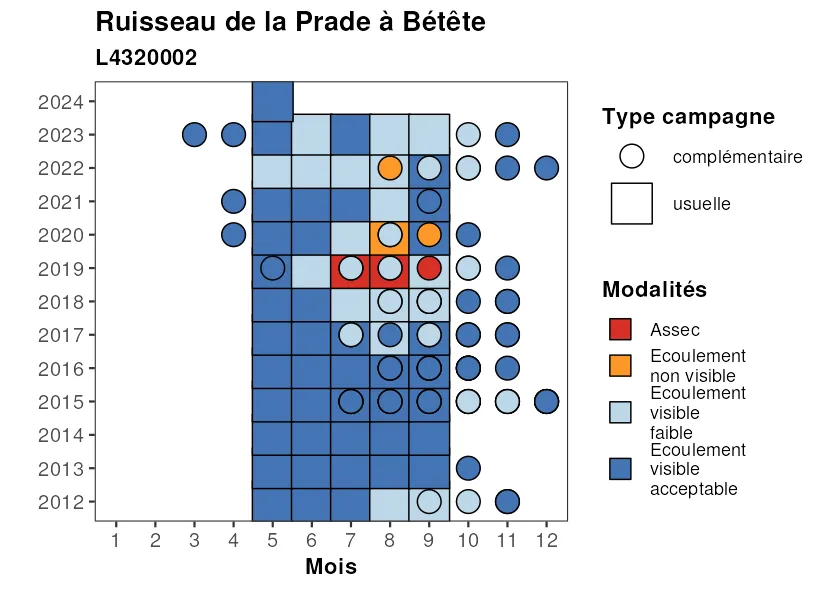 Ruisseau de la Prade à Bétête
L4320002
2024
2023
2022
2021
2020
2019
2018
2017
2016
2015
2014
2013
2012
1 2 3 4 5 6 7 8 9 10 11 12
Mois
Type campagne
complémentaire
usuelle
Modalités
Assec
Ecoulement
non visible
Ecoulement
visible
faible
Ecoulement
visible
acceptable